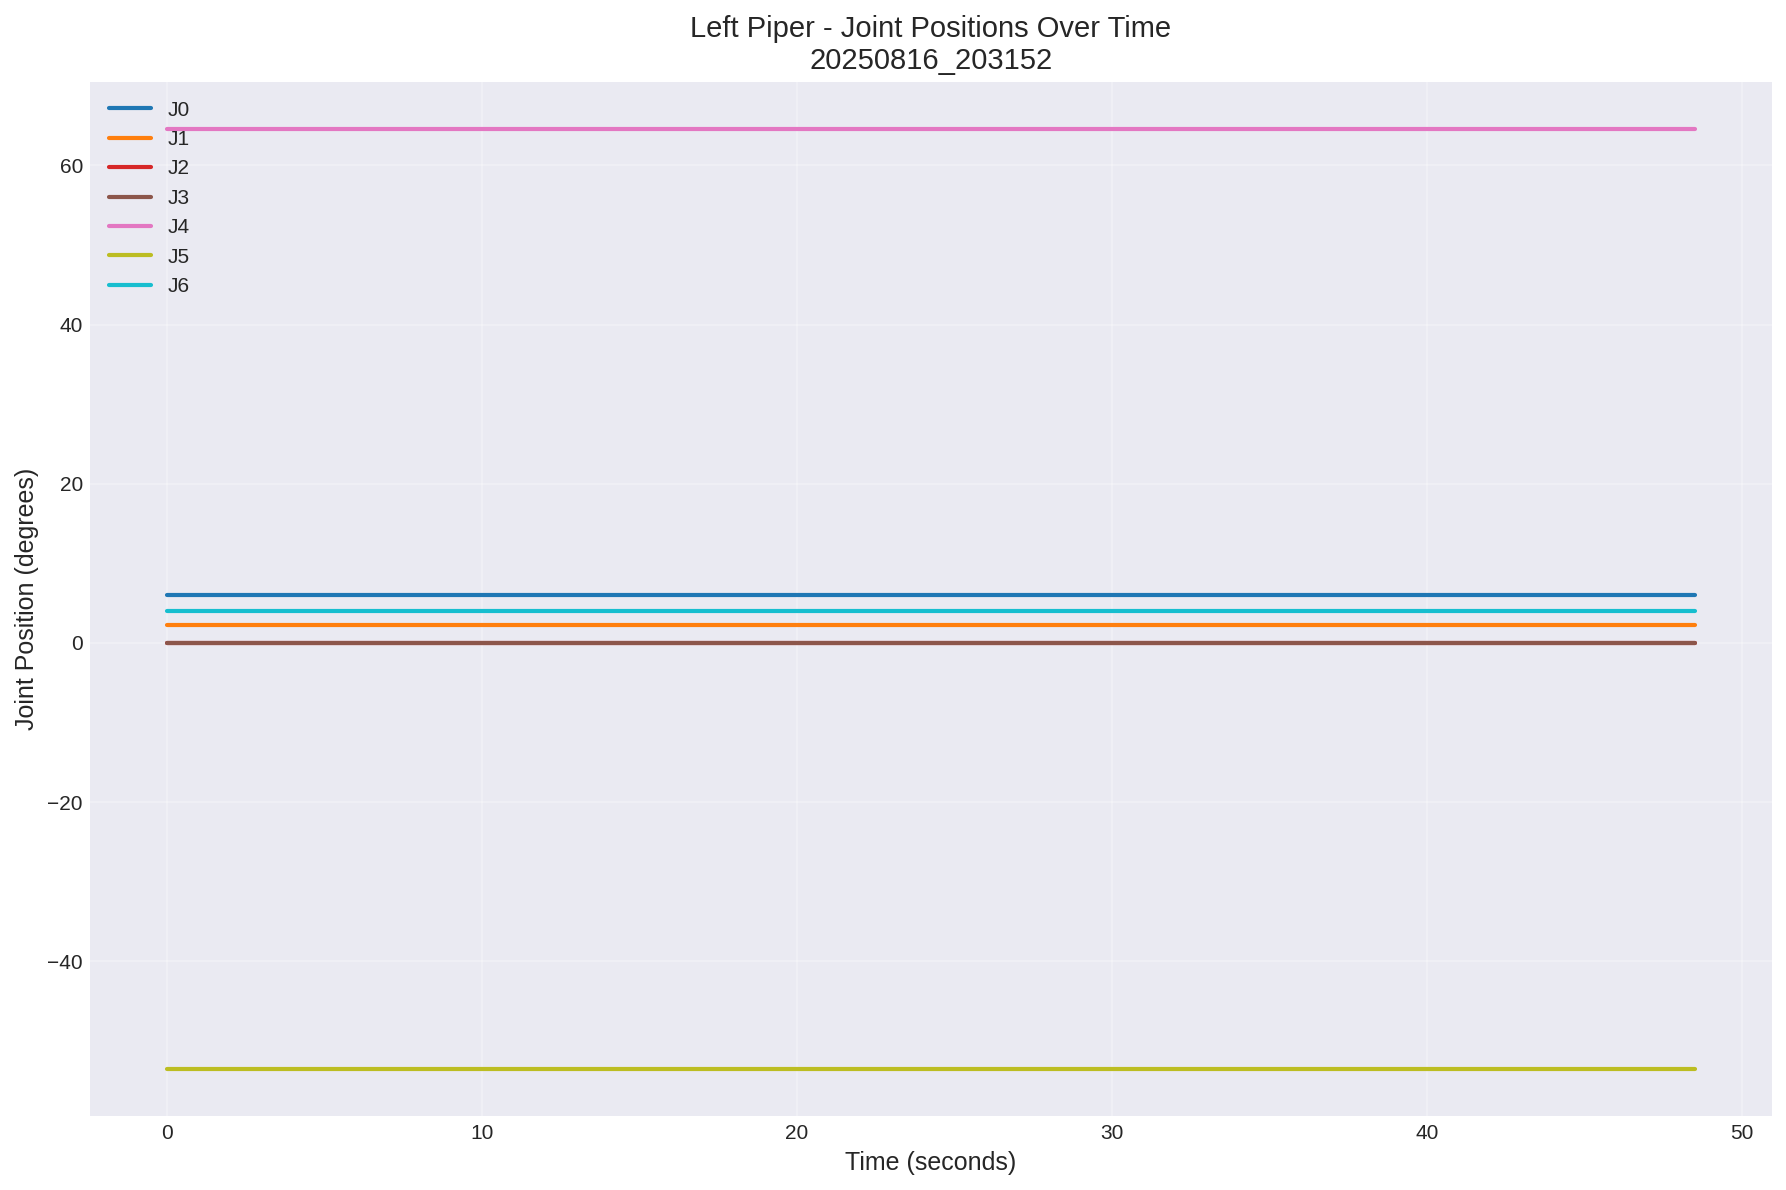 Left Piper - Joint Positions Over Time
20250816_203152
J0
J1
J2
J3
J4
J5
J6
60
40
20
0
−20
−40
Joint Position (degrees)
0 10 20 30 40 50
Time (seconds)